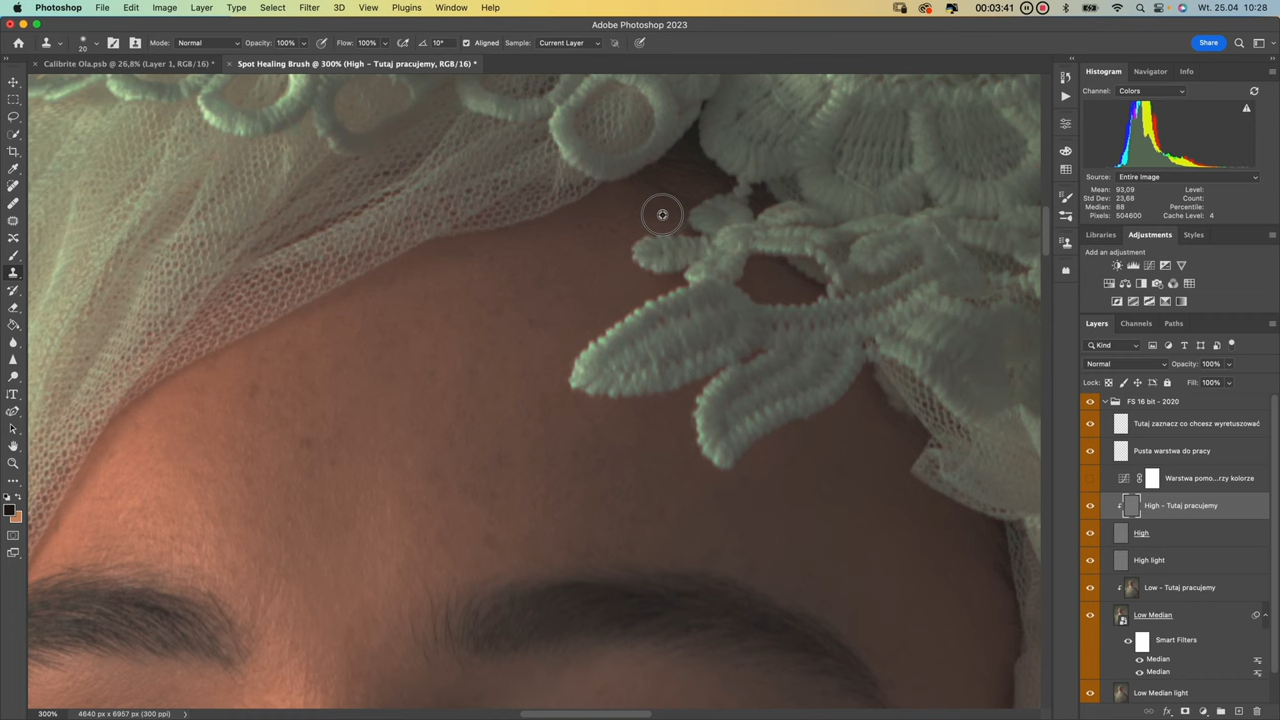 Photoshop File Edit Image Layer Type Select Filter 3D View Plugins Window Help 00:03:41 Wt. 25.04 10:28
Adobe Photoshop 2023
20 Mode: Normal Opacity: 100% Flow: 100% 10° Aligned Sample: Current Layer Share
Calibrite Ola.psb @ 26,8% (Layer 1, RGB/16) * Spot Healing Brush @ 300% (High – Tutaj pracujemy, RGB/16) *
Histogram Navigator Info
Channel: Colors
Source: Entire Image
Mean: 93,09 Level:
Std Dev: 23,68 Count:
Median: 88 Percentile:
Pixels: 504600 Cache Level: 4
Libraries Adjustments Styles
Add an adjustment
Layers Channels Paths
Kind
Normal Opacity: 100%
Lock: Fill: 100%
FS 16 bit - 2020
Tutaj zaznacz co chcesz wyretuszować
Pusta warstwa do pracy
Warstwa pomo...rzy kolorze
High – Tutaj pracujemy
High
High light
Low - Tutaj pracujemy
Low Median
Smart Filters
Median
Median
Low Median light
300% 4640 px x 6957 px (300 ppi)